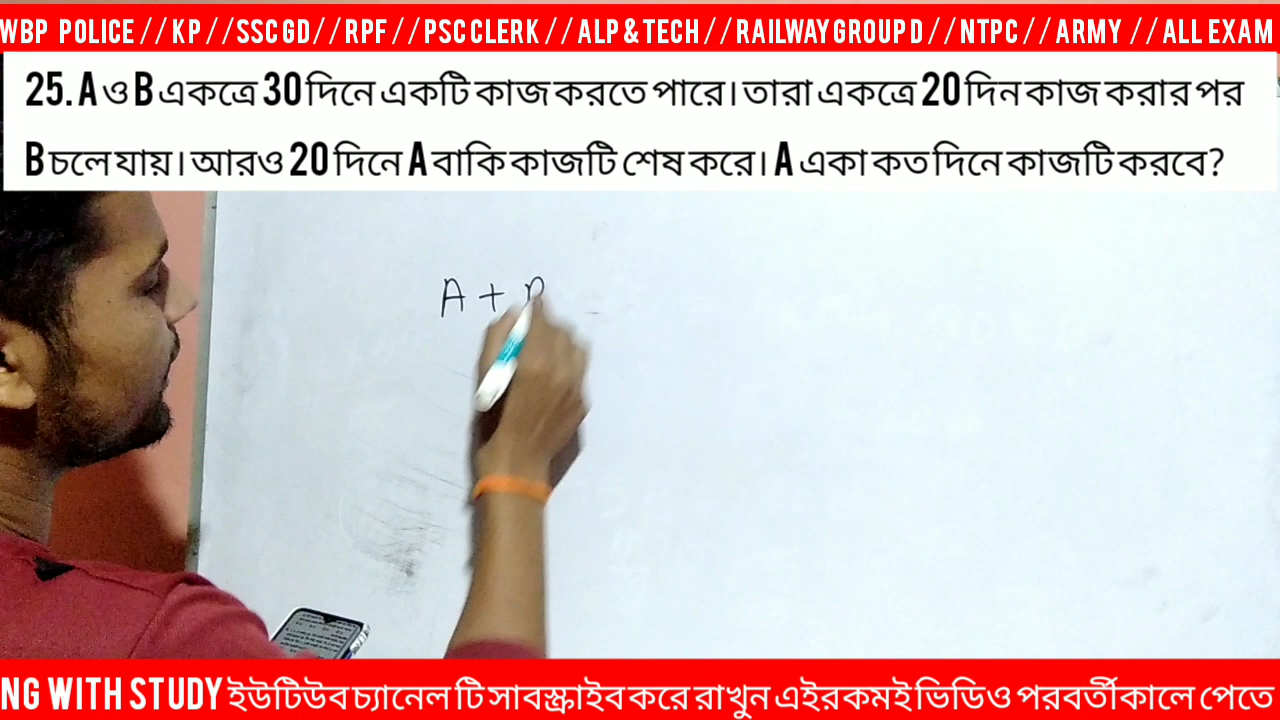 WBP POLICE // KP // SSC GD // RPF // PSC CLERK // ALP & TECH // RAILWAY GROUP D // NTPC // ARMY // ALL EXAM
25. A ও B একত্রে 30 দিনে একটি কাজ করতে পারে। তারা একত্রে 20 দিন কাজ করার পর
B চলে যায়। আরও 20 দিনে A বাকি কাজটি শেষ করে। A একা কত দিনে কাজটি করবে?
A +
NG WITH STUDY ইউটিউব চ্যানেল টি সাবস্ক্রাইব করে রাখুন এইরকমই ভিডিও পরবর্তীকালে পেতে